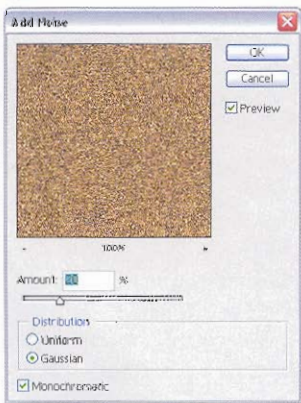 Add Noise
OK
Cancel
Preview
100%
Amount: %
Distribution
Uniform
Gaussian
Monochromatic